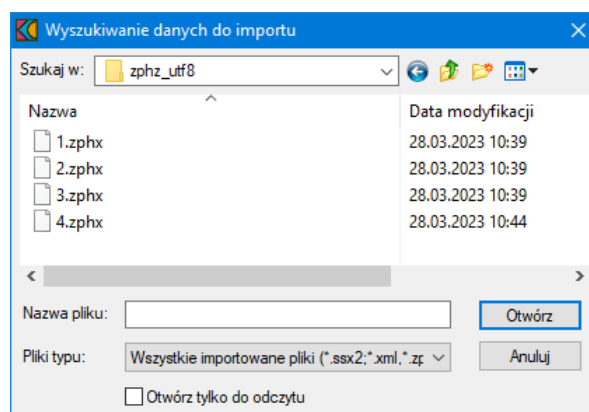 Wyszukiwanie danych do importu
Szukaj w: zphz_utf8
Nazwa Data modyfikacji
1.zphx 28.03.2023 10:39
2.zphx 28.03.2023 10:39
3.zphx 28.03.2023 10:39
4.zphx 28.03.2023 10:44
Nazwa pliku: Otwórz
Pliki typu: Wszystkie importowane pliki (*.ssx2;*.xml,*.zp Anuluj
Otwórz tylko do odczytu